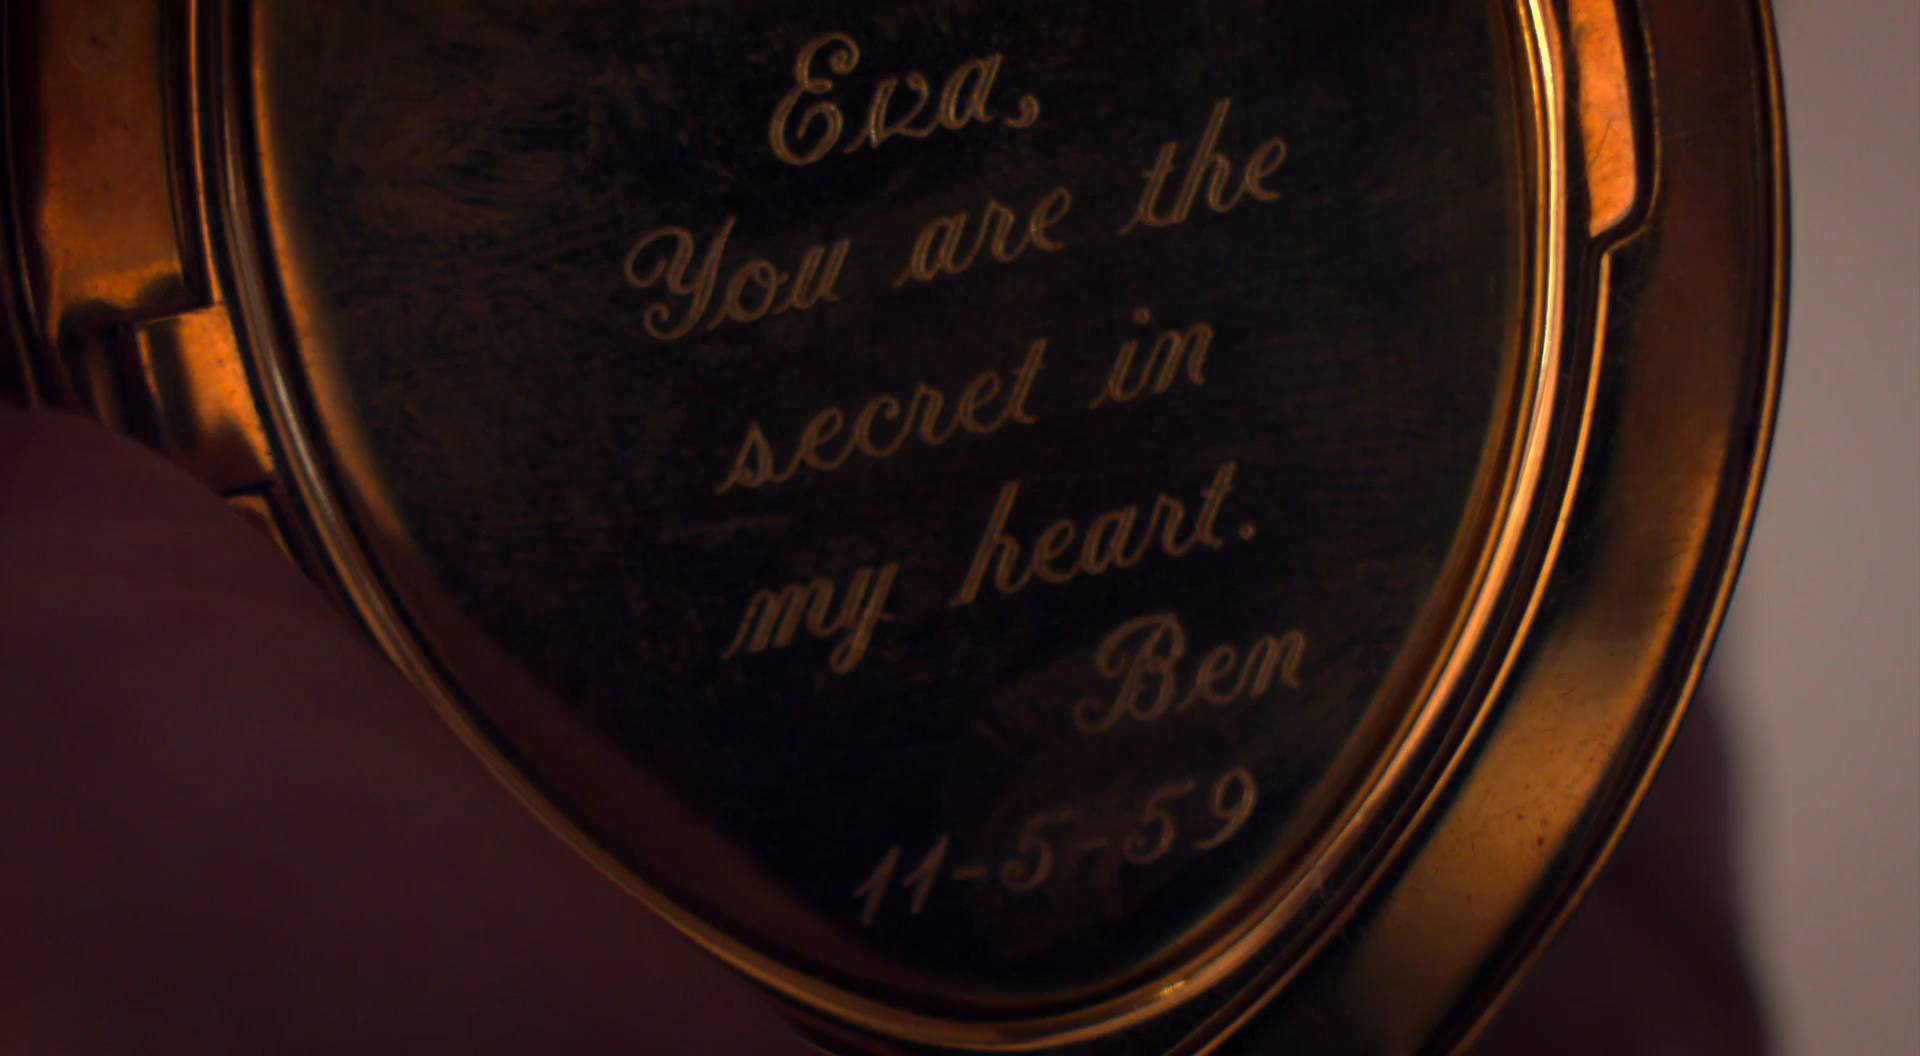 Eva,
You are the
secret in
my heart.
Ben
11-5-59